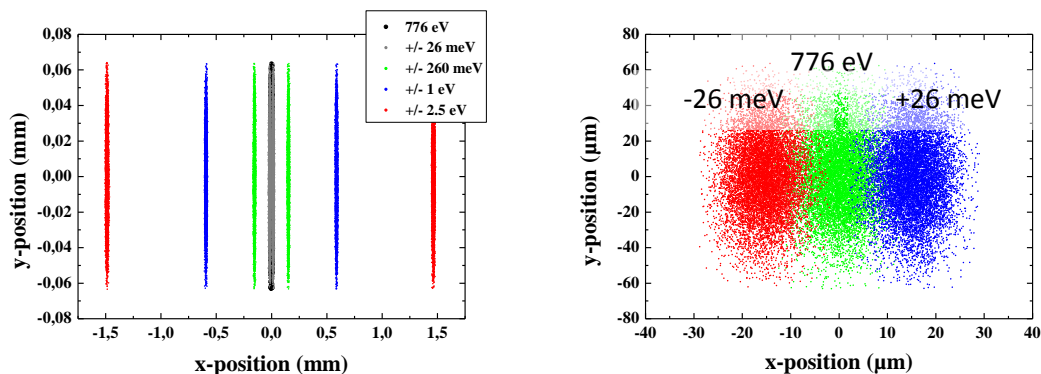 0,08
0,06
0,04
0,02
0,00
-0,02
-0,04
-0,06
-0,08
y-position (mm)
-1,5
-1,0
-0,5
0,0
0,5
1,0
1,5
x-position (mm)
776 eV
+/- 26 meV
+/- 260 meV
+/- 1 eV
+/- 2.5 eV
80
60
40
20
0
-20
-40
-60
-80
y-position (µm)
776 eV
-26 meV
+26 meV
-40
-30
-20
-10
0
10
20
30
40
x-position (µm)